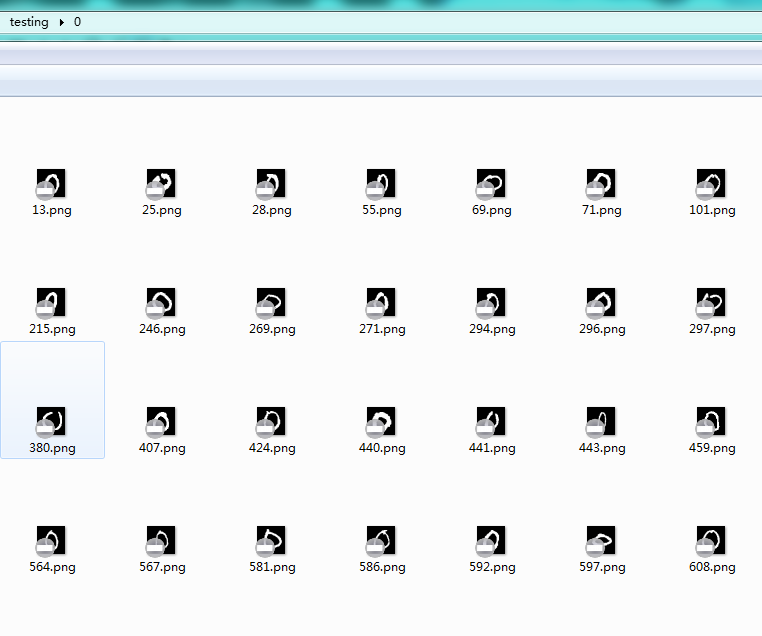 testing ▸ 0
13.png 25.png 28.png 55.png 69.png 71.png 101.png
215.png 246.png 269.png 271.png 294.png 296.png 297.png
380.png 407.png 424.png 440.png 441.png 443.png 459.png
564.png 567.png 581.png 586.png 592.png 597.png 608.png